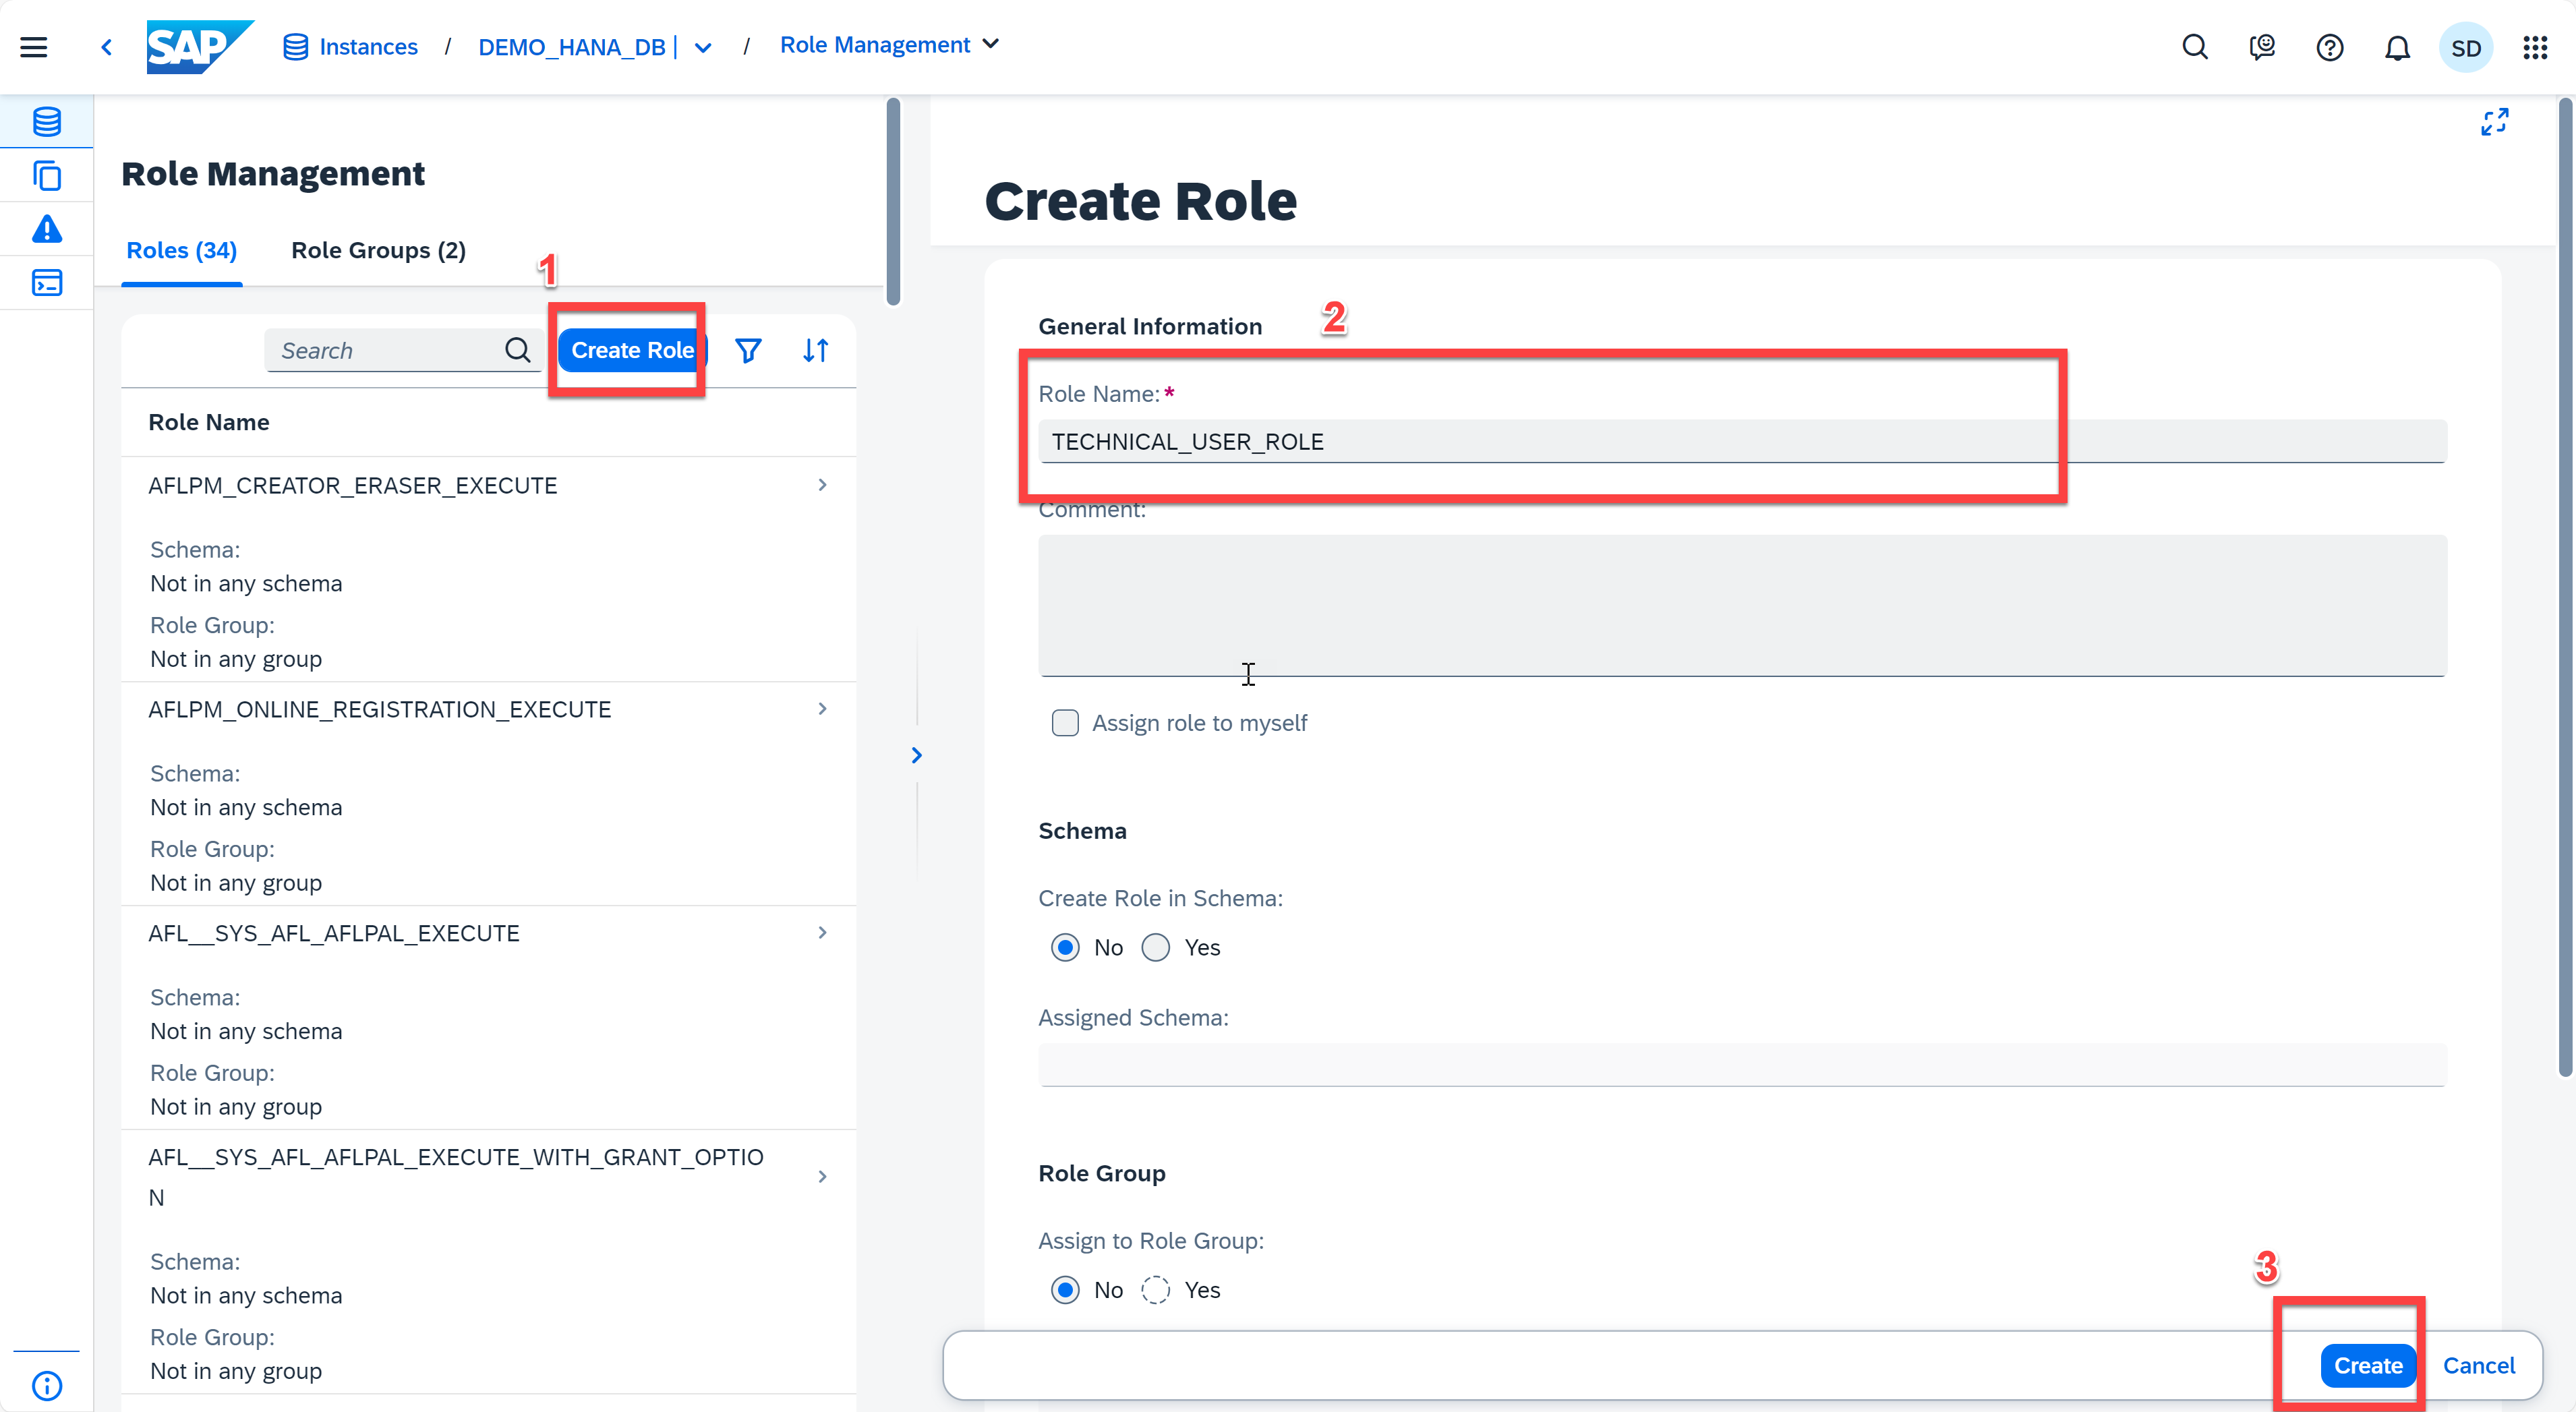 SAP
Instances / DEMO_HANA_DB | / Role Management
SD
Role Management
Roles (34) Role Groups (2)
1
Search
Create Role
Role Name
AFLPM_CREATOR_ERASER_EXECUTE
Schema:
Not in any schema
Role Group:
Not in any group
AFLPM_ONLINE_REGISTRATION_EXECUTE
Schema:
Not in any schema
Role Group:
Not in any group
AFL__SYS_AFL_AFLPAL_EXECUTE
Schema:
Not in any schema
Role Group:
Not in any group
AFL__SYS_AFL_AFLPAL_EXECUTE_WITH_GRANT_OPTIO
N
Schema:
Not in any schema
Role Group:
Not in any group
Create Role
General Information
2
Role Name:*
TECHNICAL_USER_ROLE
Comment:
Assign role to myself
Schema
Create Role in Schema:
No Yes
Assigned Schema:
Role Group
Assign to Role Group:
No Yes
3
Create Cancel